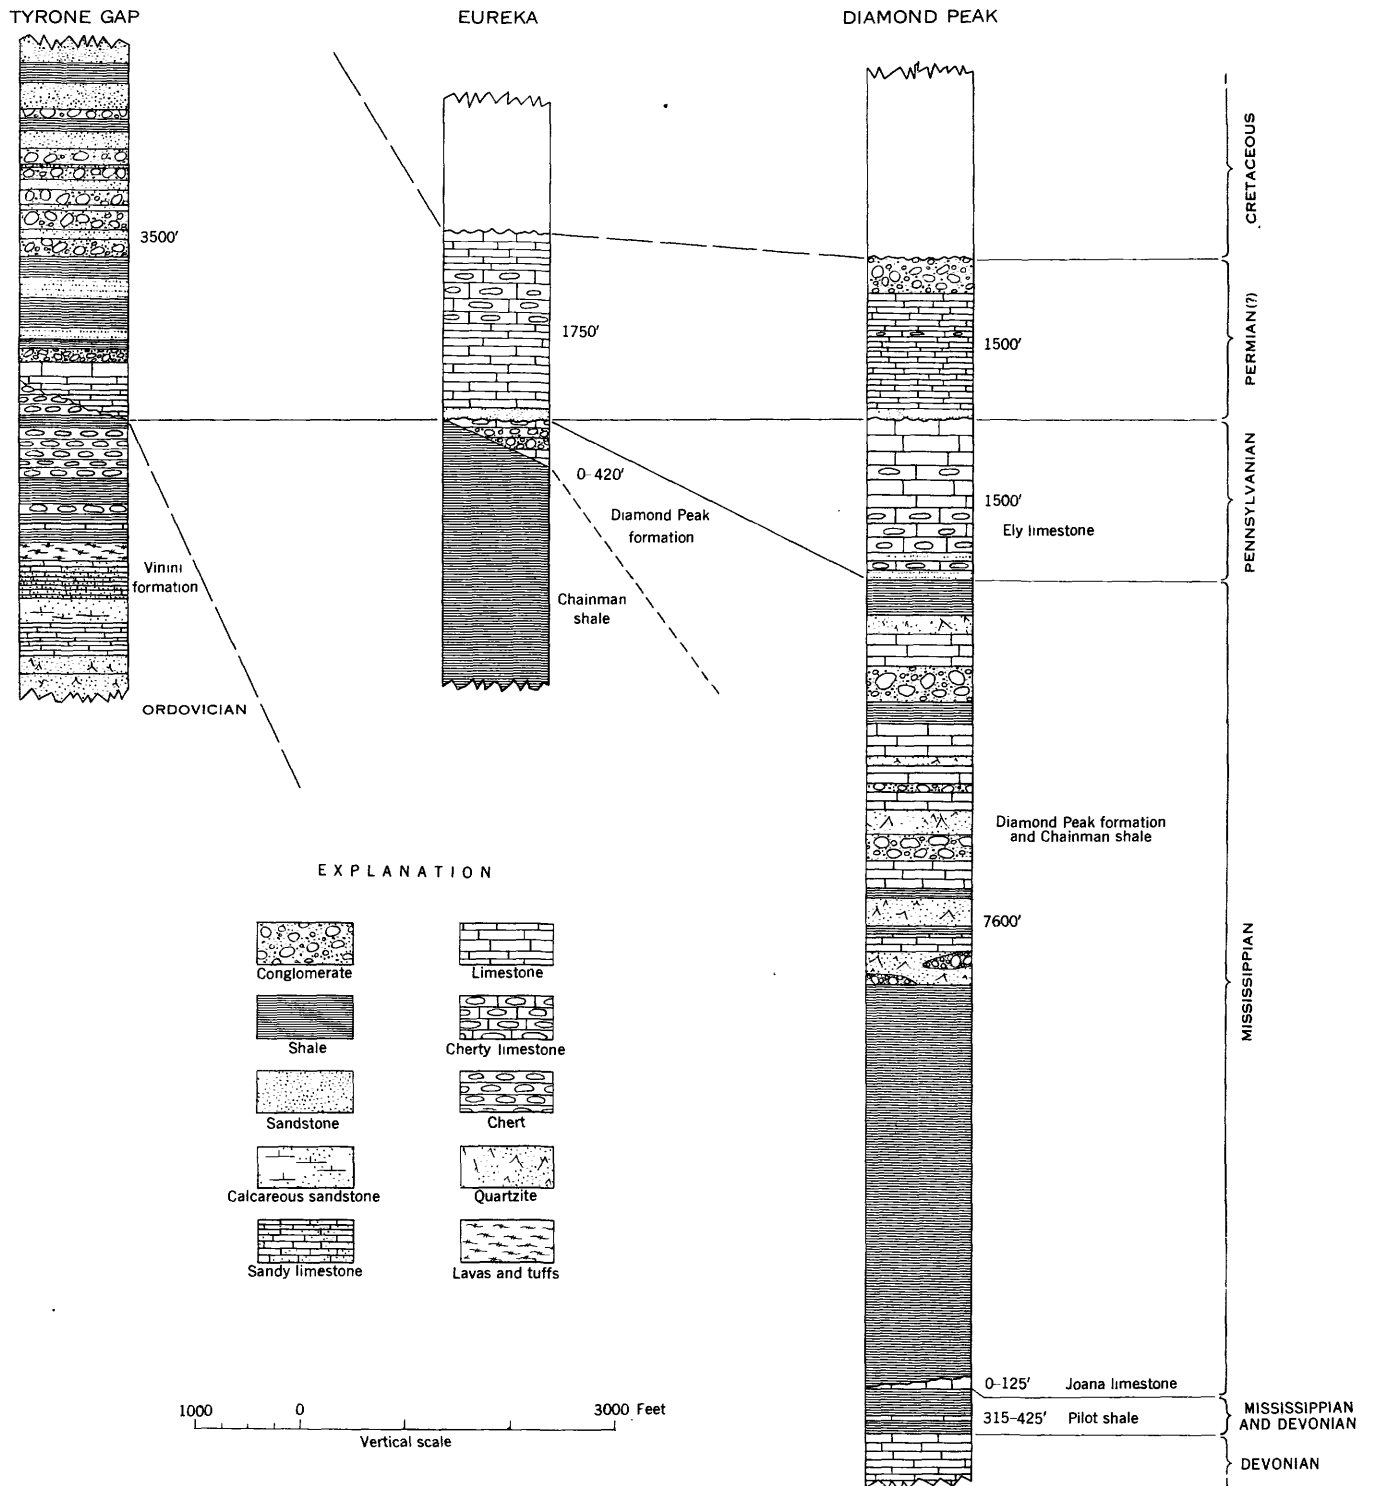 TYRONE GAP
EUREKA
DIAMOND PEAK
3500'
1750'
1500'
CRETACEOUS
PERMIAN(?)
0-420'
Diamond Peak
formation
1500'
Ely limestone
PENNSYLVANIAN
Vinini
formation
Chainman
shale
ORDOVICIAN
Diamond Peak formation
and Chainman shale
7600'
MISSISSIPPIAN
EXPLANATION
Conglomerate
Limestone
Shale
Cherty limestone
Sandstone
Chert
Calcareous sandstone
Quartzite
Sandy limestone
Lavas and tuffs
0-125' Joana limestone
315-425' Pilot shale
MISSISSIPPIAN
AND DEVONIAN
DEVONIAN
1000 0 3000 Feet
Vertical scale